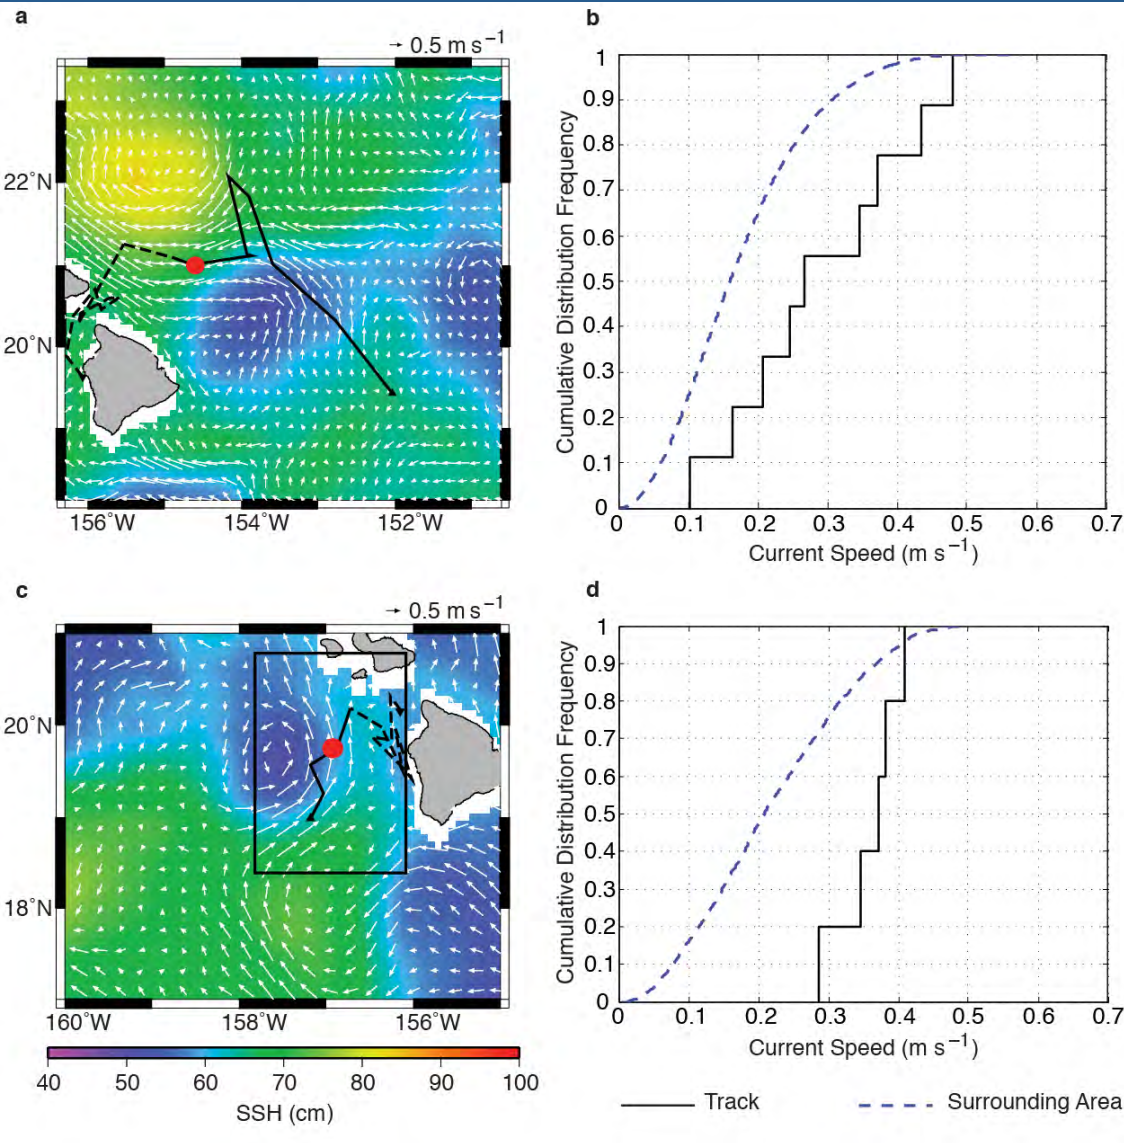 a
→ 0.5 m s⁻¹
22°N
20°N
156°W 154°W 152°W
b
Cumulative Distribution Frequency
1
0.9
0.8
0.7
0.6
0.5
0.4
0.3
0.2
0.1
0
0 0.1 0.2 0.3 0.4 0.5 0.6 0.7
Current Speed (m s⁻¹)
c
→ 0.5 m s⁻¹
20°N
18°N
160°W 158°W 156°W
40 50 60 70 80 90 100
SSH (cm)
d
Cumulative Distribution Frequency
1
0.9
0.8
0.7
0.6
0.5
0.4
0.3
0.2
0.1
0
0 0.1 0.2 0.3 0.4 0.5 0.6 0.7
Current Speed (m s⁻¹)
Track
Surrounding Area